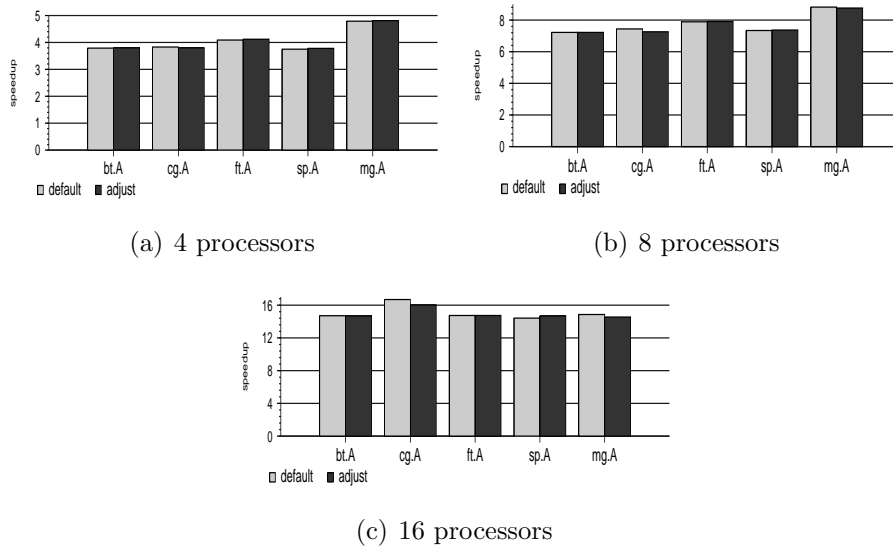 5
4
3
2
1
0
speedup
bt.A cg.A ft.A sp.A mg.A
default adjust
(a) 4 processors
8
6
4
2
0
speedup
bt.A cg.A ft.A sp.A mg.A
default adjust
(b) 8 processors
16
12
8
4
0
speedup
bt.A cg.A ft.A sp.A mg.A
default adjust
(c) 16 processors